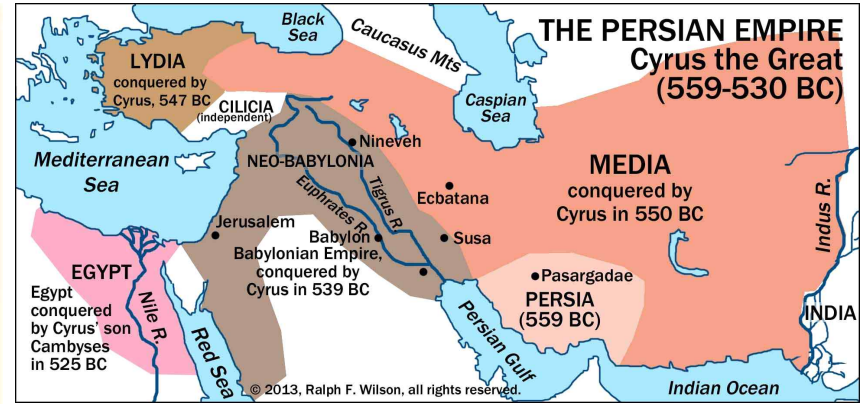 THE PERSIAN EMPIRE
Cyrus the Great
(559-530 BC)
Black
Sea
Caucasus Mts
Caspian
Sea
LYDIA
conquered by
Cyrus, 547 BC
CILICIA
(independent)
Mediterranean
Sea
NEO-BABYLONIA
Nineveh
Tigrus R.
Euphrates R.
Ecbatana
MEDIA
conquered by
Cyrus in 550 BC
Indus R.
Jerusalem
Babylon
Susa
Babylonian Empire,
conquered by
Cyrus in 539 BC
EGYPT
Egypt
conquered
by Cyrus' son
Cambyses
in 525 BC
Nile R.
Red Sea
Pasargadae
PERSIA
(559 BC)
Persian Gulf
INDIA
Indian Ocean
© 2013, Ralph F. Wilson, all rights reserved.